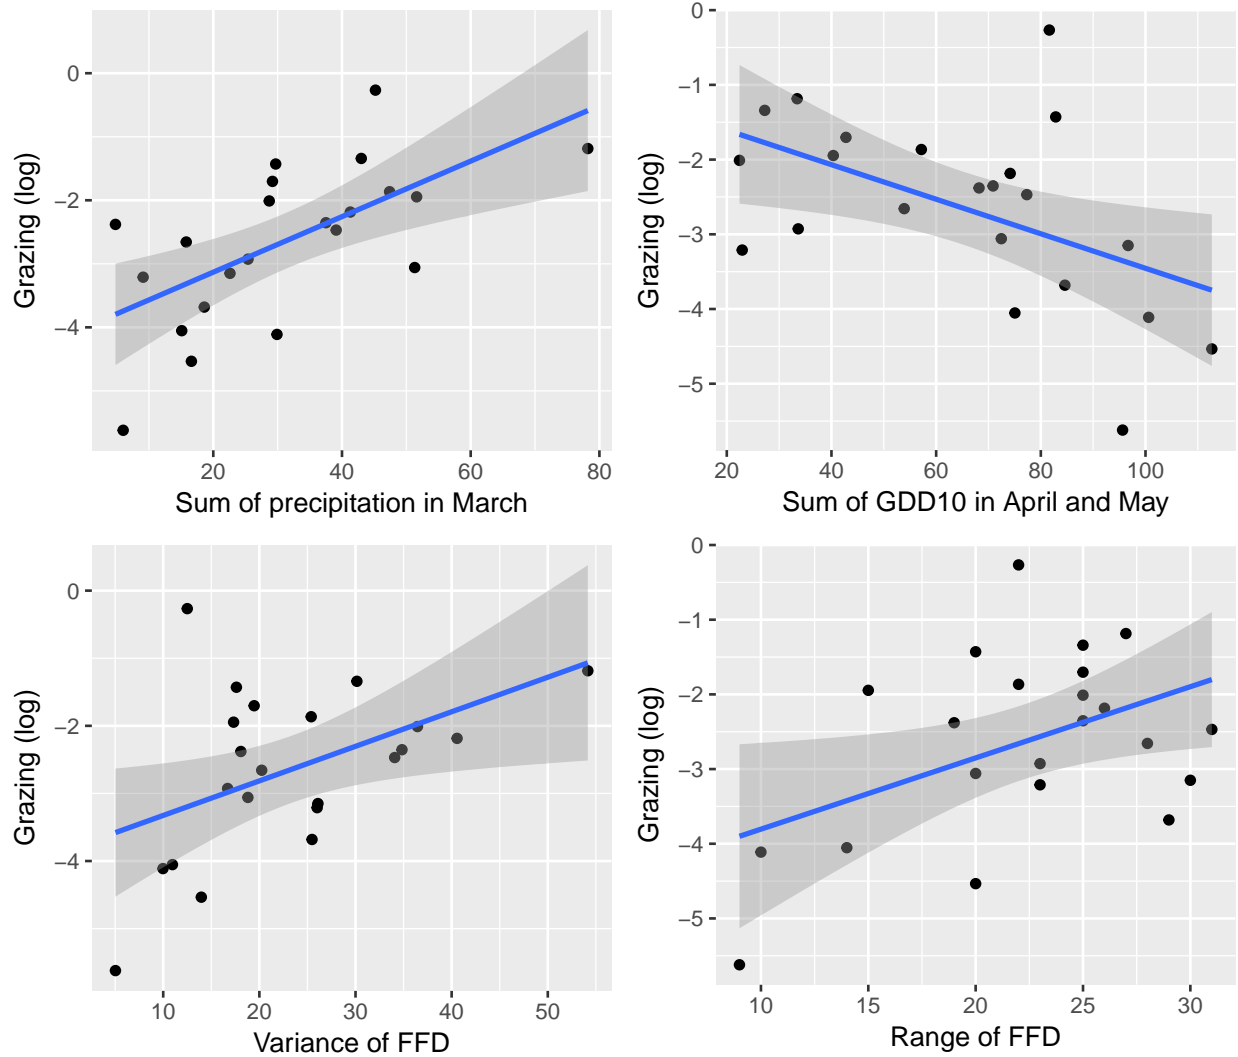 Grazing (log)
0
−2
−4
20 40 60 80
Sum of precipitation in March
Grazing (log)
0
−1
−2
−3
−4
−5
20 40 60 80 100
Sum of GDD10 in April and May
Grazing (log)
0
−2
−4
10 20 30 40 50
Variance of FFD
Grazing (log)
0
−1
−2
−3
−4
−5
10 15 20 25 30
Range of FFD